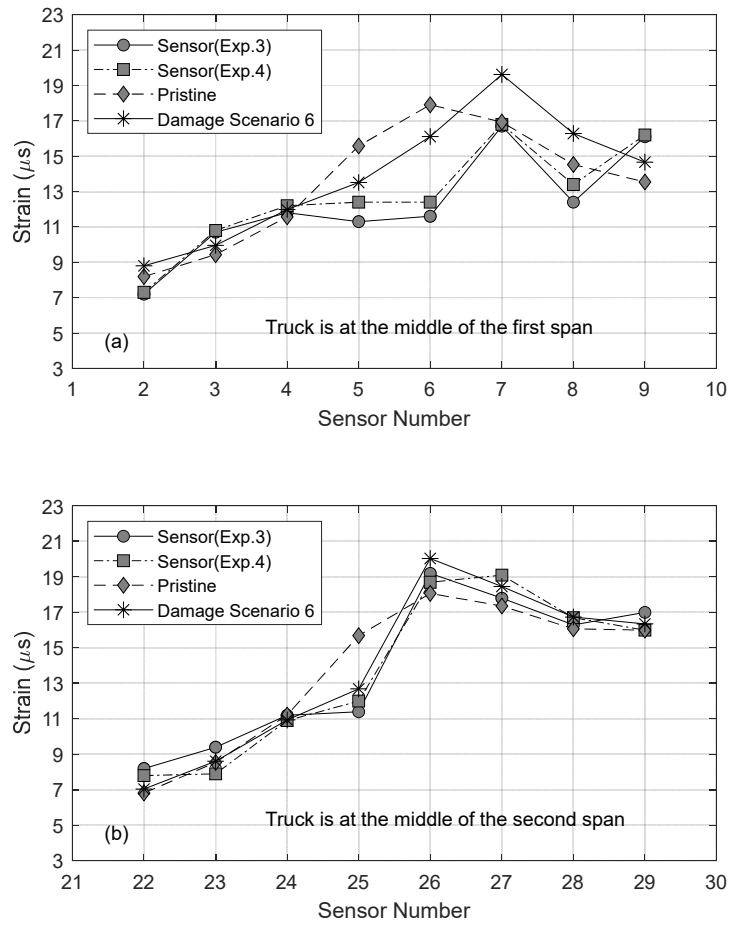 23
21
19
17
15
13
11
9
7
5
3
Strain (μs)
Sensor(Exp.3)
Sensor(Exp.4)
Pristine
Damage Scenario 6
(a)
Truck is at the middle of the first span
1 2 3 4 5 6 7 8 9 10
Sensor Number
23
21
19
17
15
13
11
9
7
5
3
Strain (μs)
Sensor(Exp.3)
Sensor(Exp.4)
Pristine
Damage Scenario 6
(b)
Truck is at the middle of the second span
21 22 23 24 25 26 27 28 29 30
Sensor Number